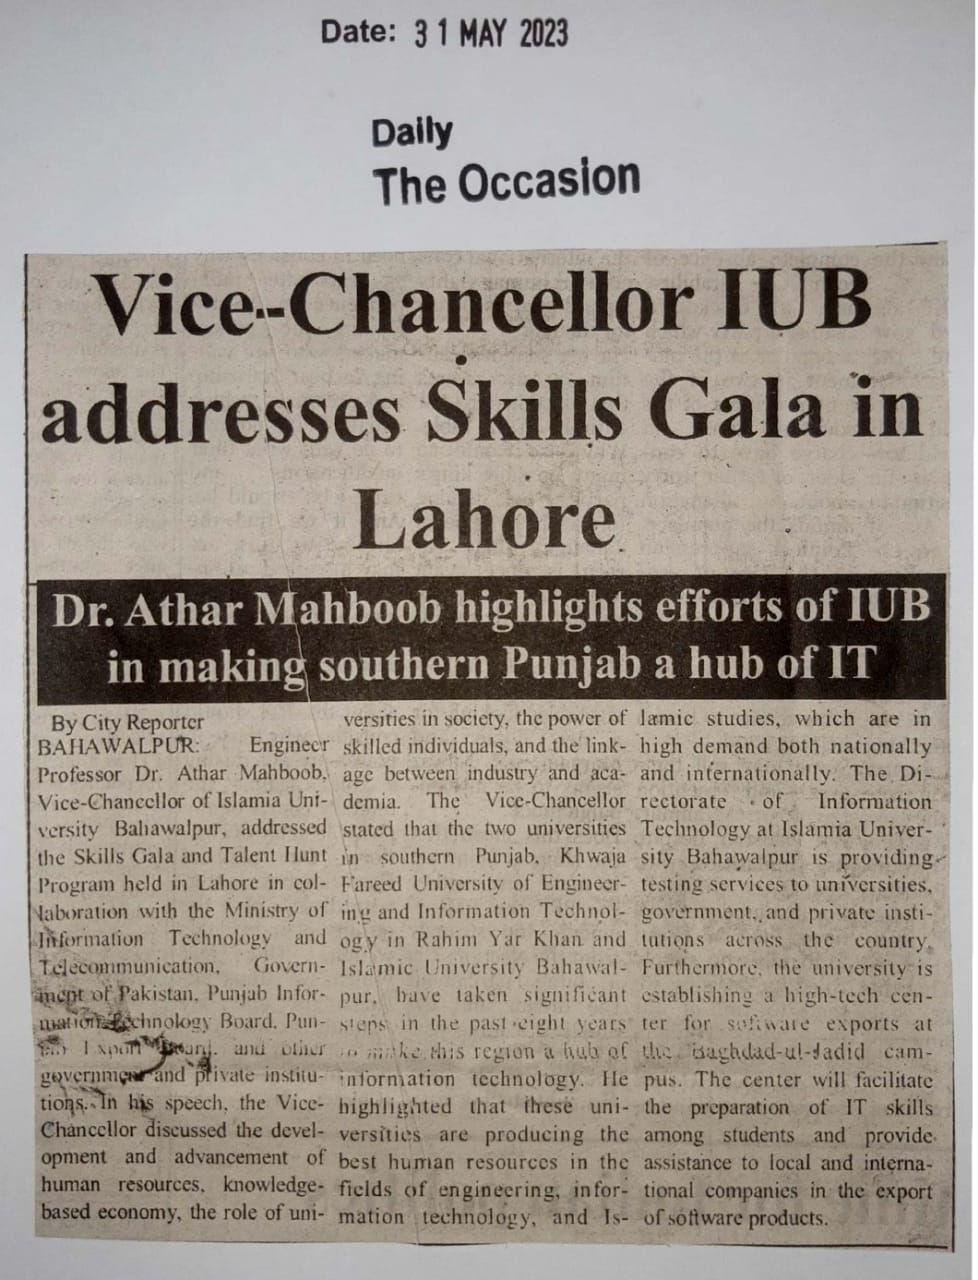 Date: 31 MAY 2023
Daily
The Occasion
Vice-Chancellor IUB
addresses Skills Gala in
Lahore
Dr. Athar Mahboob highlights efforts of IUB
in making southern Punjab a hub of IT
By City Reporter
BAHAWALPUR: Engineer
Professor Dr. Athar Mahboob,
Vice-Chancellor of Islamia Uni-
versity Bahawalpur, addressed
the Skills Gala and Talent Hunt
Program held in Lahore in col-
laboration with the Ministry of
Information Technology and
Telecommunication, Govern-
ment of Pakistan, Punjab Infor-
mation Technology Board, Pun-
Export Board, and other
government and private institu-
tions. In his speech, the Vice-
Chancellor discussed the devel-
opment and advancement of
human resources, knowledge-
based economy, the role of uni-
versities in society, the power of
skilled individuals, and the link-
age between industry and aca-
demia. The Vice-Chancellor
stated that the two universities
in southern Punjab, Khwaja
Fareed University of Engineer-
ing and Information Technol-
ogy in Rahim Yar Khan and
Islamic University Bahawal-
pur, have taken significant
steps in the past eight years
to make this region a hub of
information technology. He
highlighted that these uni-
versities are producing the
best human resources in the
fields of engineering, infor-
mation technology, and Is-
lamic studies, which are in
high demand both nationally
and internationally. The Di-
rectorate of Information
Technology at Islamia Univer-
sity Bahawalpur is providing
testing services to universities,
government, and private insti-
tutions across the country.
Furthermore, the university is
establishing a high-tech cen-
ter for software exports at
the Baghdad-ul-Jadid cam-
pus. The center will facilitate
the preparation of IT skills
among students and provide
assistance to local and interna-
tional companies in the export
of software products.